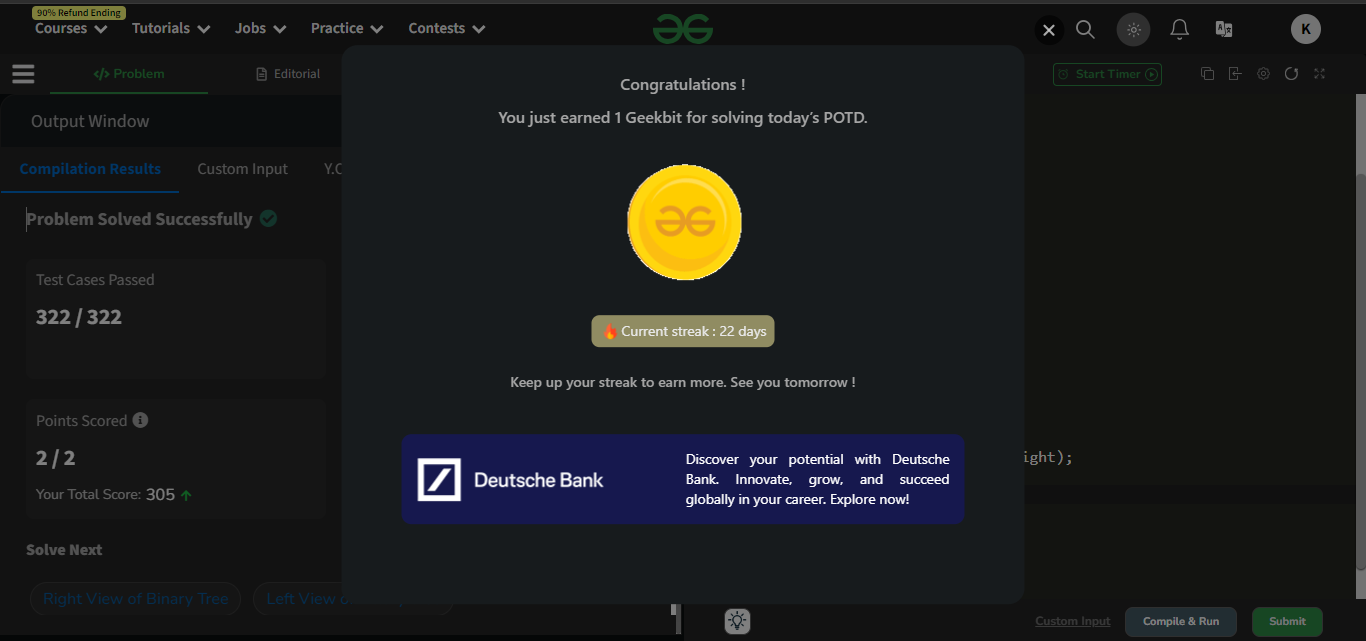 90% Refund Ending
Courses Tutorials Jobs Practice Contests
K
</> Problem Editorial
Start Timer
Output Window
Compilation Results Custom Input Y.C
Problem Solved Successfully
Test Cases Passed
322 / 322
Points Scored
2 / 2
Your Total Score: 305
Solve Next
Right View of Binary Tree Left View
Congratulations !
You just earned 1 Geekbit for solving today’s POTD.
Current streak : 22 days
Keep up your streak to earn more. See you tomorrow !
Deutsche Bank
Discover your potential with Deutsche
Bank. Innovate, grow, and succeed
globally in your career. Explore now!
ight);
Custom Input Compile & Run Submit